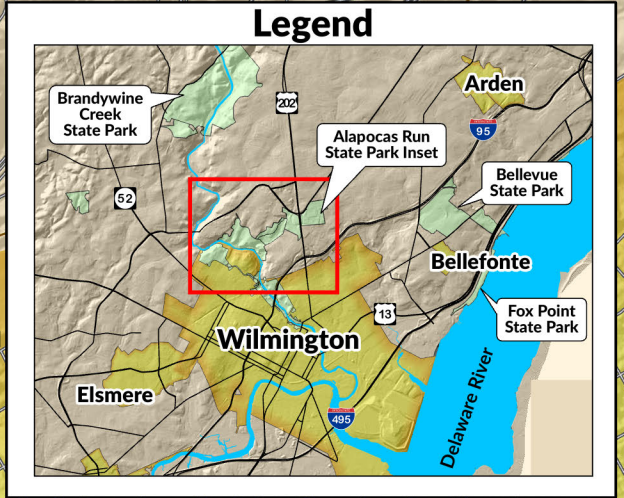 Legend
Arden
Brandywine
Creek
State Park
202
95
Alapocas Run
State Park Inset
Bellevue
State Park
52
Bellefonte
Fox Point
State Park
13
Wilmington
Elsmere
495
Delaware River